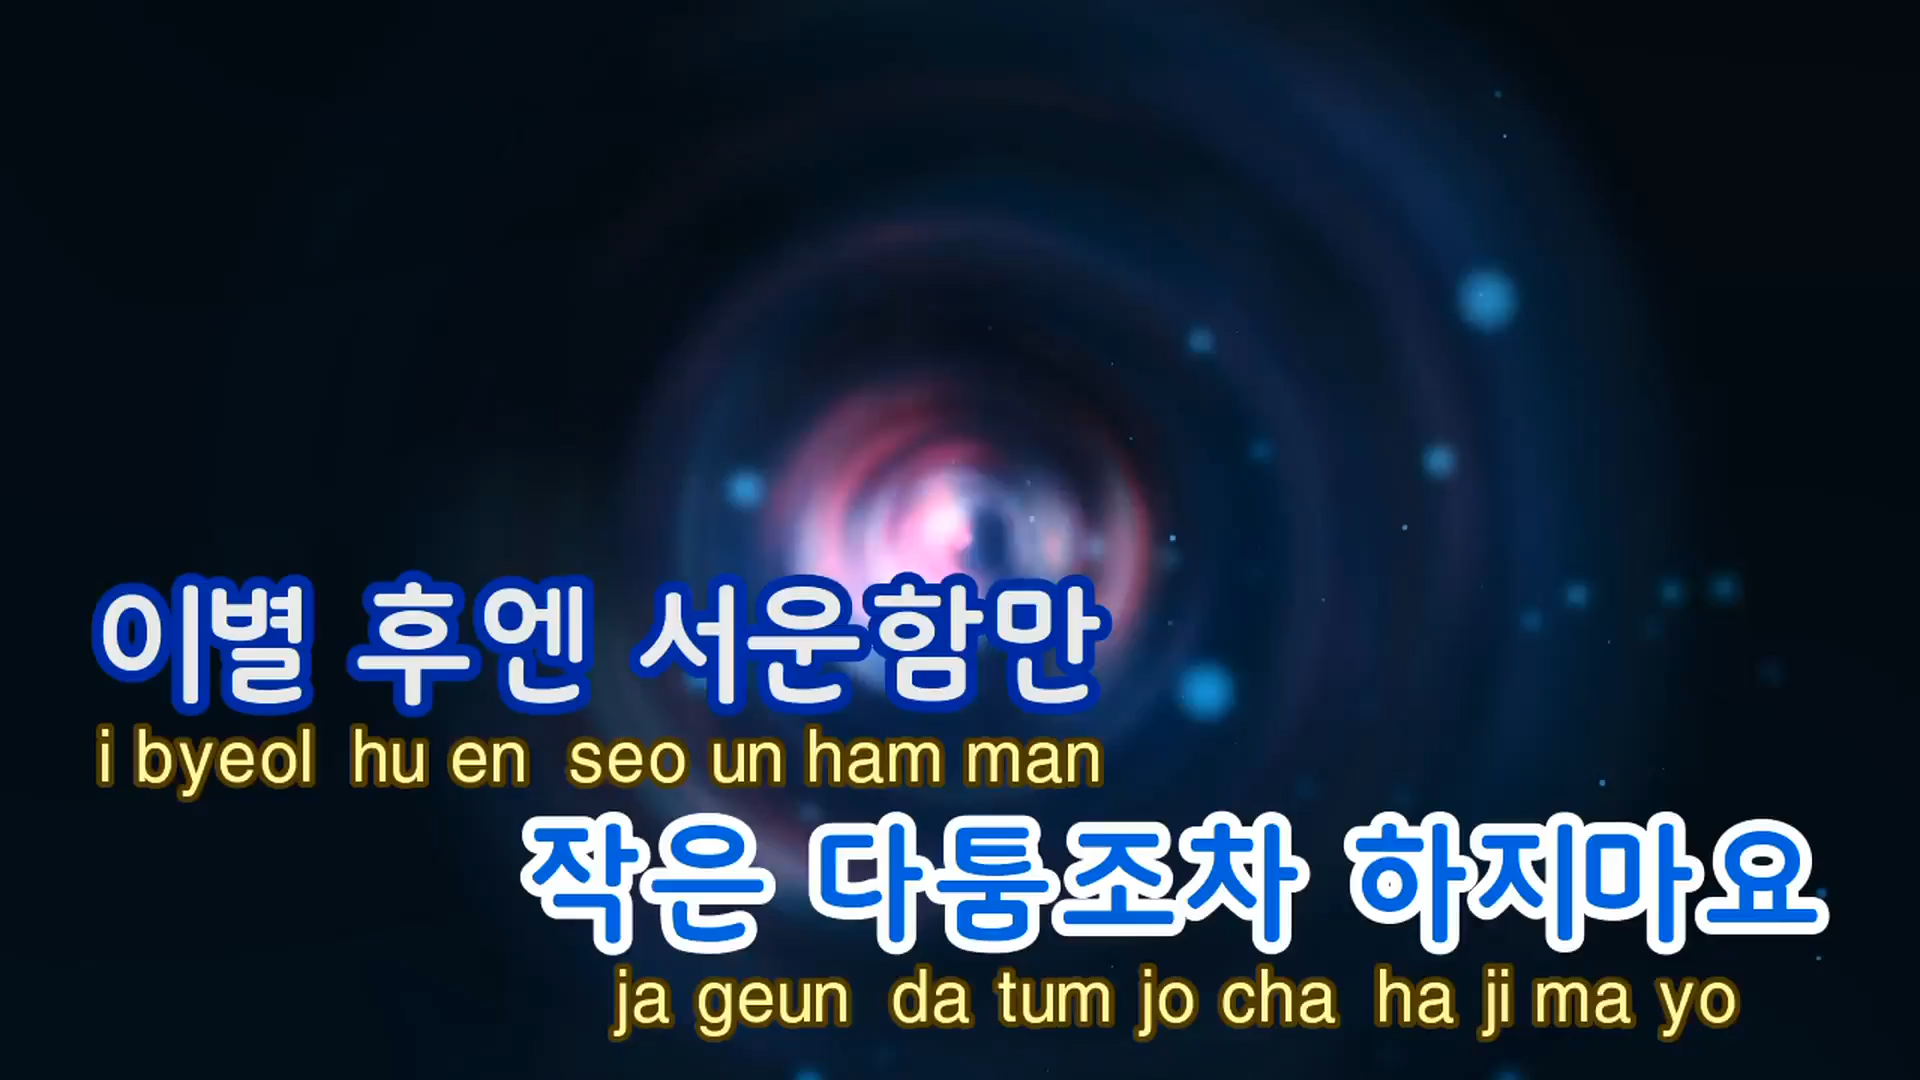 이별 후엔 서운함만
i byeol hu en seo un ham man
작은 다툼조차 하지마요
ja geun da tum jo cha ha ji ma yo